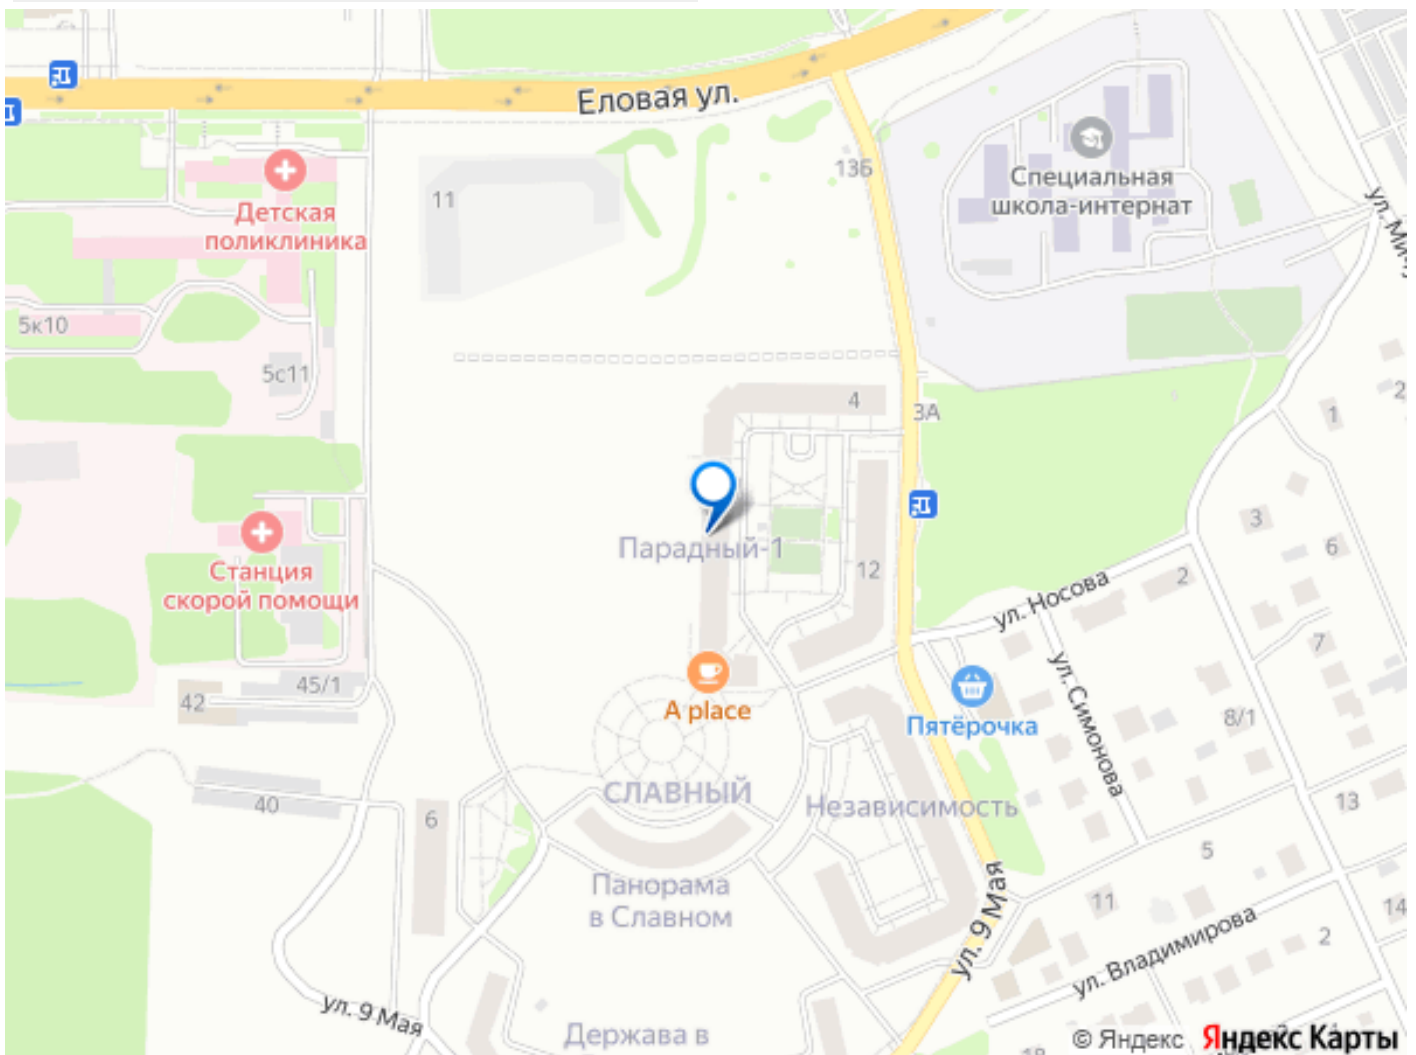 Еловая ул.
13Б
Специальная
школа-интернат
Детская
поликлиника
11
5к10
5с11
4
3А
1
2
3
6
Парадный-1
12
ул. Носова
2
Станция
скорой помощи
7
ул. Симонова
45/1
42
A place
Пятёрочка
8/1
СЛАВНЫЙ
Независимость
40
6
13
5
Панорама
в Славном
11
14
ул. 9 Мая
ул. Владимирова
2
ул. 9 Мая
Держава в
© Яндекс Яндекс Карты